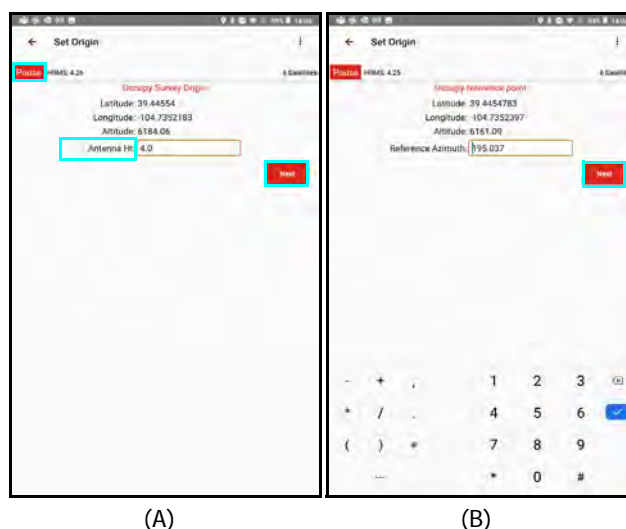 Set Origin
Pause HRMS: 4.25 6 Satellites
Occupy Survey Origin
Latitude: 39.44554
Longitude: -104.7352183
Altitude: 6184.06
Antenna Ht: 4.0
Next
(A)
Set Origin
Pause HRMS: 4.25 6 Satellites
Occupy reference point
Latitude: 39.4454783
Longitude: -104.7352397
Altitude: 6161.09
Reference Azimuth: 195.037
Next
- + , 1 2 3
* / . 4 5 6
( ) = 7 8 9
* 0 #
(B)